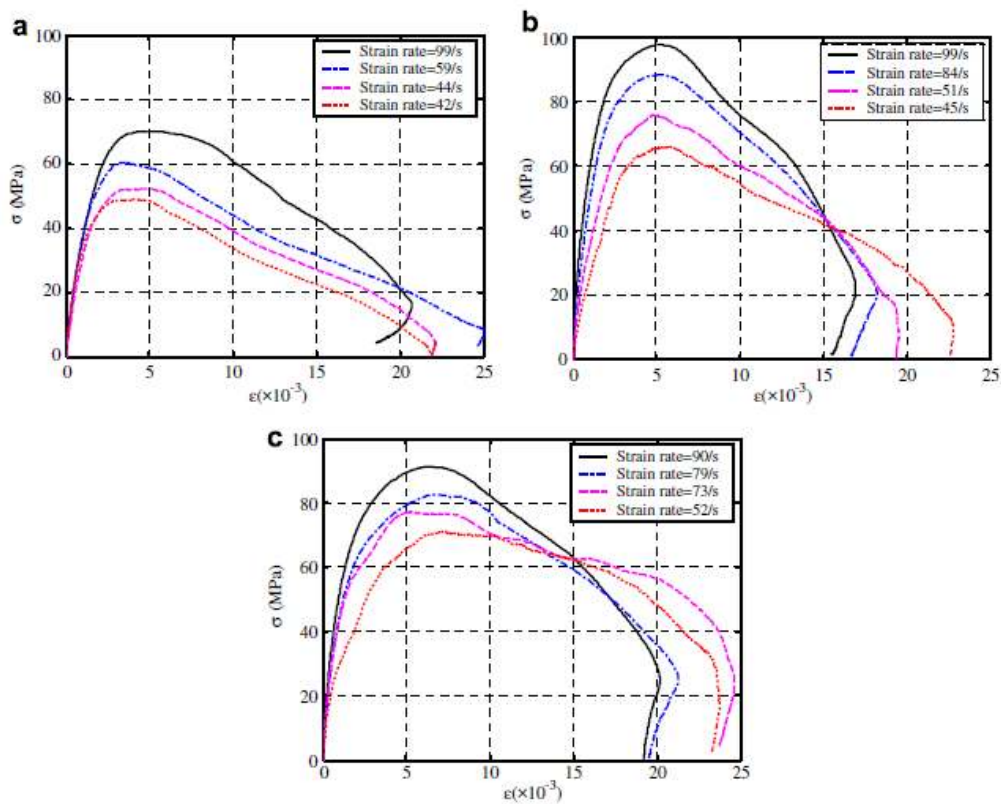 a
100
80
60
40
20
0
σ (MPa)
Strain rate=99/s
Strain rate=59/s
Strain rate=44/s
Strain rate=42/s
0 5 10 15 20 25
ε(×10⁻³)
b
100
80
60
40
20
0
σ (MPa)
Strain rate=99/s
Strain rate=84/s
Strain rate=51/s
Strain rate=45/s
0 5 10 15 20 25
ε(×10⁻³)
c
100
80
60
40
20
0
σ (MPa)
Strain rate=90/s
Strain rate=79/s
Strain rate=73/s
Strain rate=52/s
0 5 10 15 20 25
ε(×10⁻³)